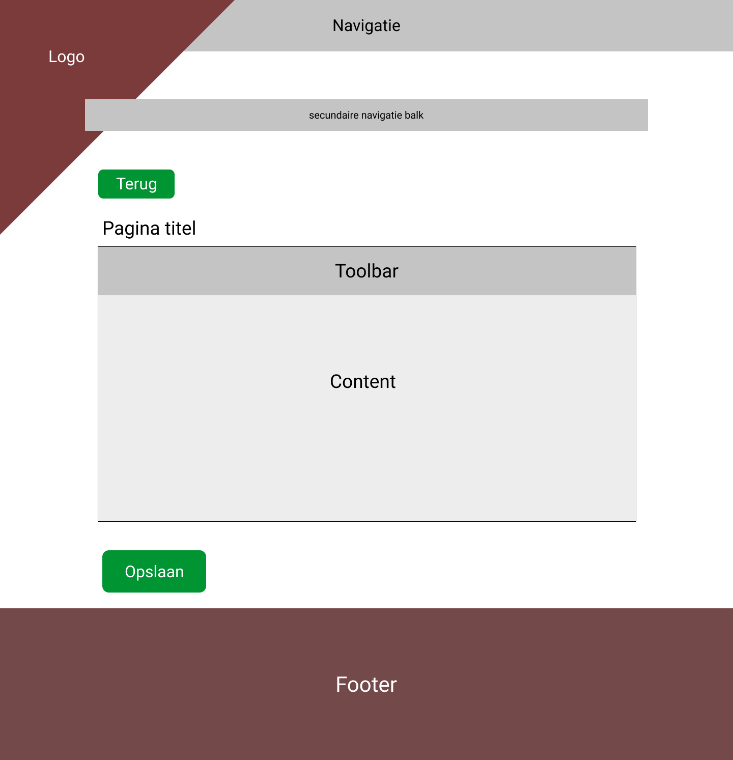 Navigatie
Logo
secundaire navigatie balk
Terug
Pagina titel
Toolbar
Content
Opslaan
Footer